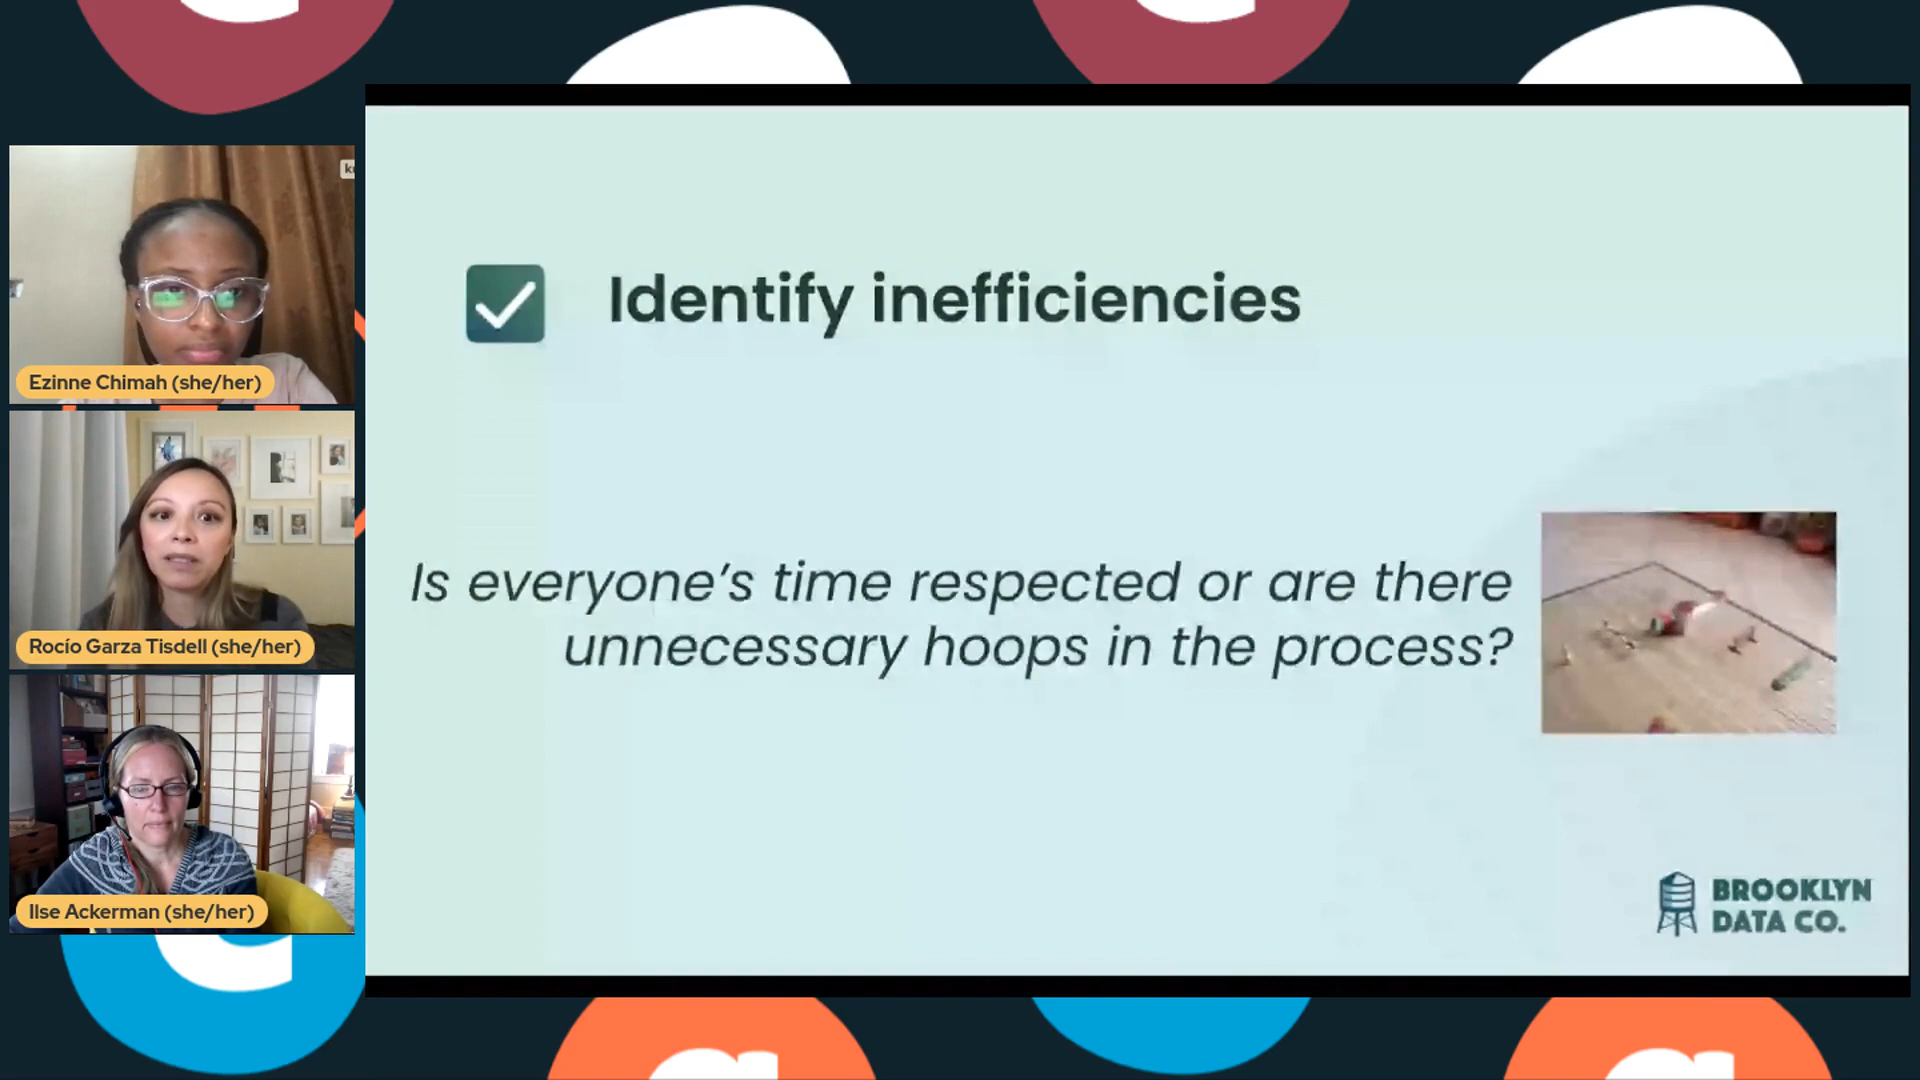 Ezinne Chimah (she/her)
Rocío Garza Tisdell (she/her)
Ilse Ackerman (she/her)
Identify inefficiencies
Is everyone’s time respected or are there
unnecessary hoops in the process?
BROOKLYN
DATA CO.